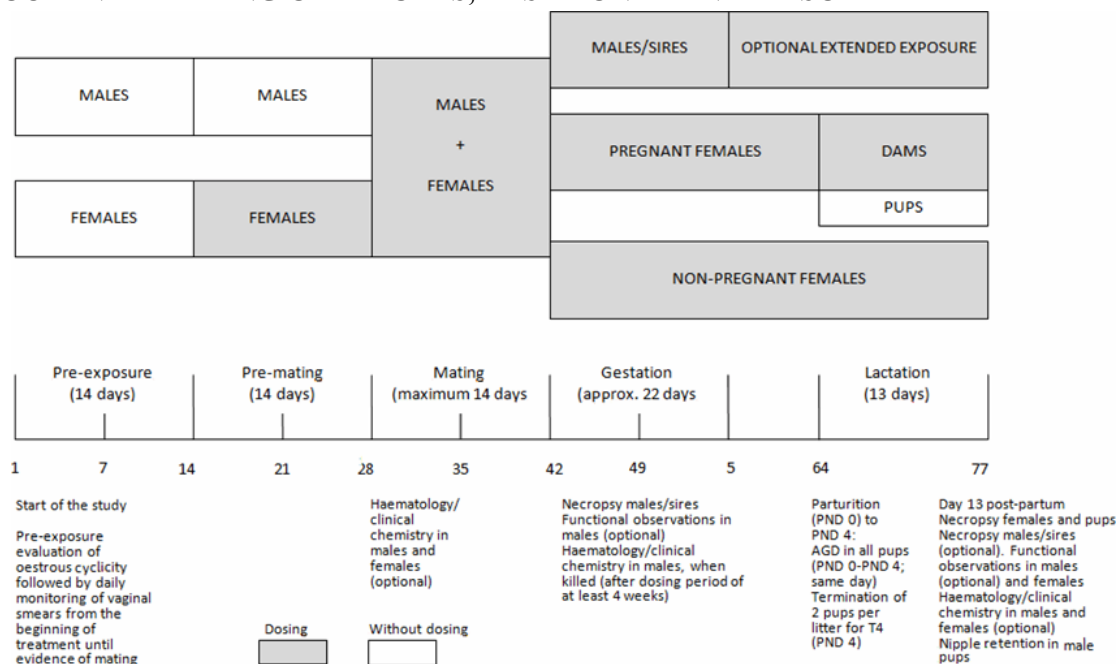 MALES/SIRES
OPTIONAL EXTENDED EXPOSURE
MALES
MALES
MALES
+
FEMALES
PREGNANT FEMALES
DAMS
PUPS
FEMALES
FEMALES
NON-PREGNANT FEMALES
Pre-exposure
(14 days)
Pre-mating
(14 days)
Mating
(maximum 14 days
Gestation
(approx. 22 days
Lactation
(13 days)
1 7 14 21 28 35 42 49 5 64 77
Start of the study
Pre-exposure
evaluation of
oestrous cyclicity
followed by daily
monitoring of vaginal
smears from the
beginning of
treatment until
evidence of mating
Haematology/
clinical
chemistry in
males and
females
(optional)
Necropsy males/sires
Functional observations in
males (optional)
Haematology/clinical
chemistry in males, when
killed (after dosing period of
at least 4 weeks)
Parturition
(PND 0) to
PND 4:
AGD in all pups
(PND 0-PND 4;
same day)
Termination of
2 pups per
litter for T4
(PND 4)
Day 13 post-partum
Necropsy females and pups
Necropsy males/sires
(optional). Functional
observations in males
(optional) and females
Haematology/clinical
chemistry in males and
females (optional)
Nipple retention in male
pups
Dosing
Without dosing